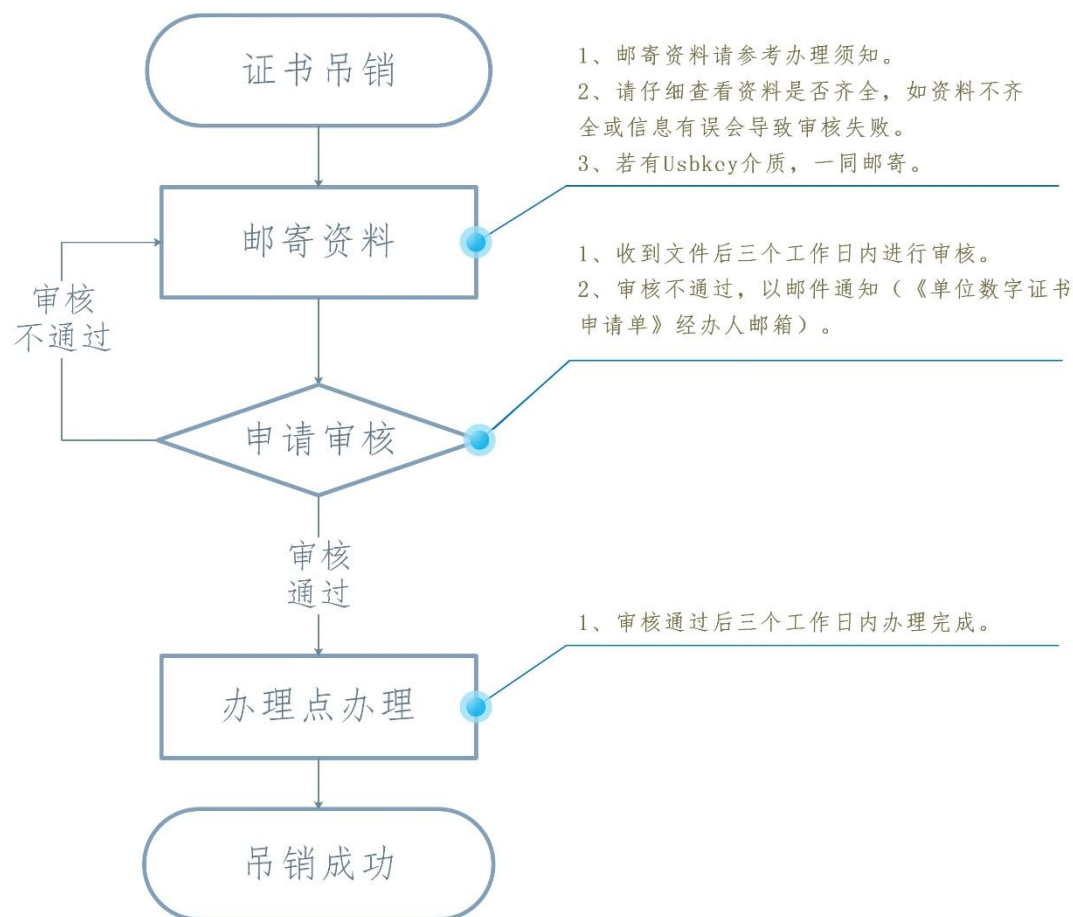 证书吊销
1、邮寄资料请参考办理须知。
2、请仔细查看资料是否齐全，如资料不齐
全或信息有误会导致审核失败。
3、若有Usbkey介质，一同邮寄。
邮寄资料
1、收到文件后三个工作日内进行审核。
2、审核不通过，以邮件通知（《单位数字证书
申请单》经办人邮箱）。
审核
不通过
申请审核
审核
通过
1、审核通过后三个工作日内办理完成。
办理点办理
吊销成功